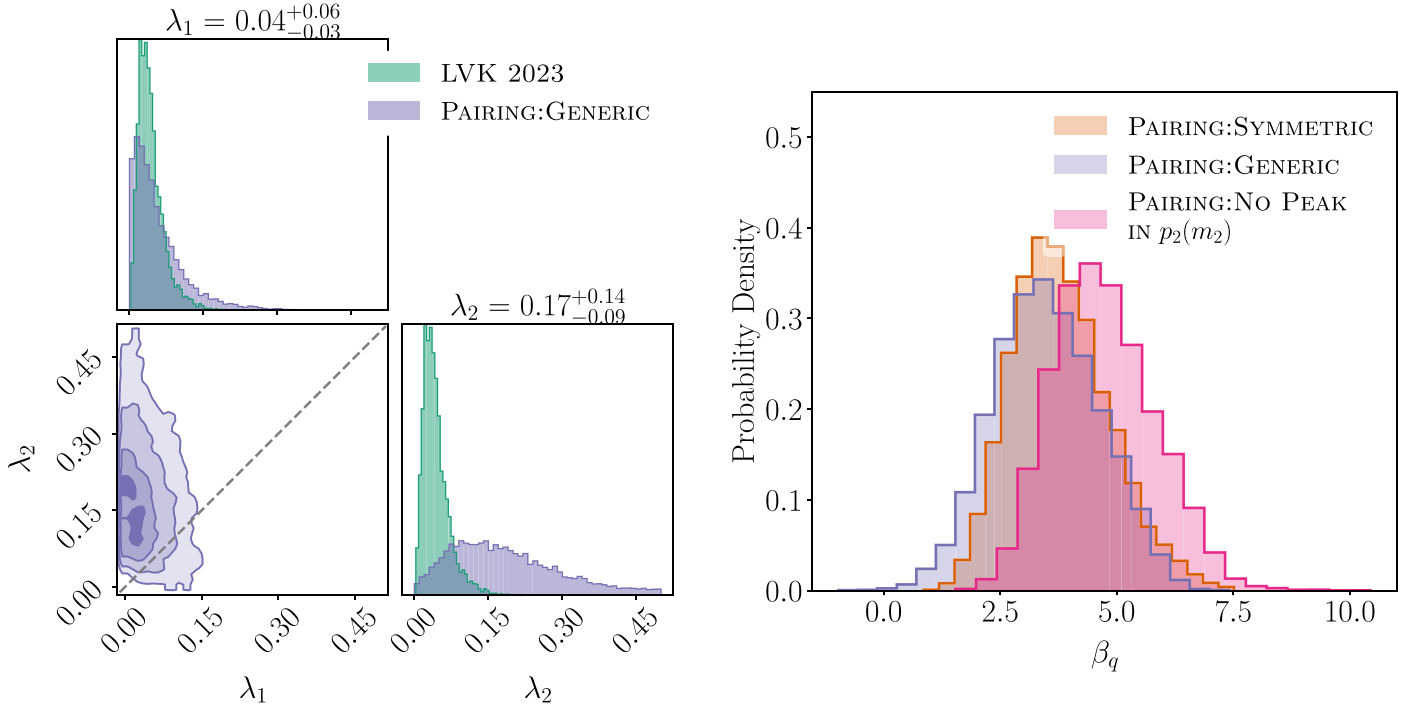 λ₁ = 0.04⁺⁰·⁰⁶₋₀.₀₃
LVK 2023
PAIRING:GENERIC
λ₂ = 0.17⁺⁰·¹⁴₋₀.₀₉
0.45
0.30
0.15
0.00
λ₂
0.00 0.15 0.30 0.45
λ₁
0.00 0.15 0.30 0.45
λ₂
PAIRING:SYMMETRIC
PAIRING:GENERIC
PAIRING:NO PEAK
IN p₂(m₂)
Probability Density
0.5
0.4
0.3
0.2
0.1
0.0
0.0 2.5 5.0 7.5 10.0
β_q